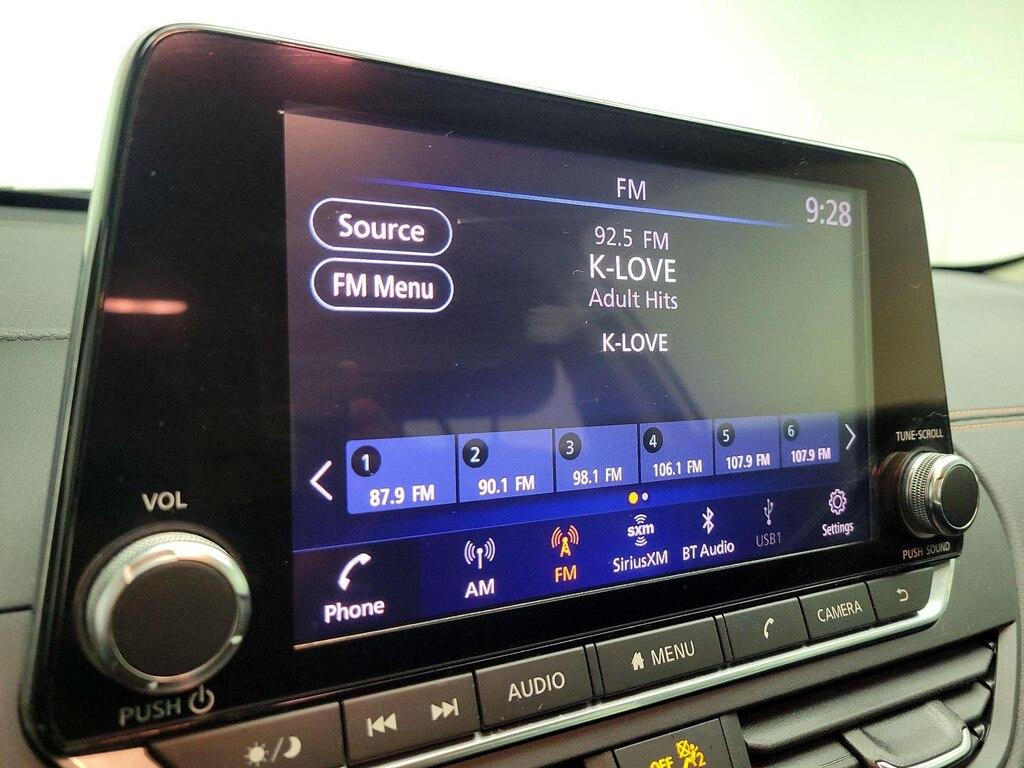 FM
9:28
Source
92.5 FM
K-LOVE
FM Menu
Adult Hits
K-LOVE
1
87.9 FM
2
90.1 FM
3
98.1 FM
4
106.1 FM
5
107.9 FM
6
107.9 FM
TUNE·SCROLL
VOL
Phone
AM
FM
sxm
SiriusXM
BT Audio
USB1
Settings
PUSH SOUND
PUSH
AUDIO
MENU
CAMERA
OFF
2